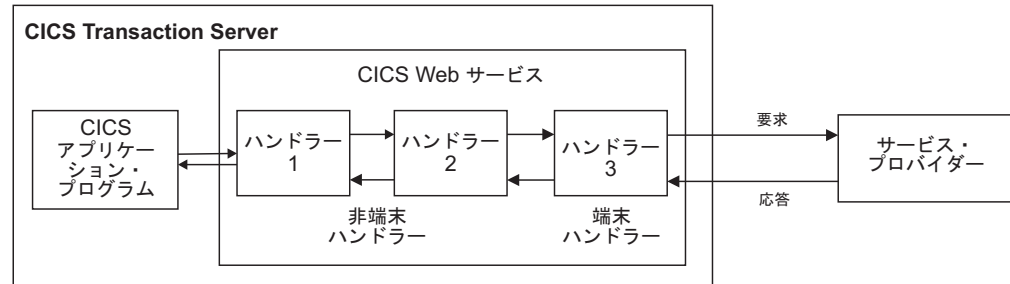 CICS Transaction Server
CICS Web サービス
CICS
アプリケー
ション・
プログラム
ハンドラー
1
ハンドラー
2
ハンドラー
3
要求
応答
サービス・
プロバイダー
非端末
ハンドラー
端末
ハンドラー